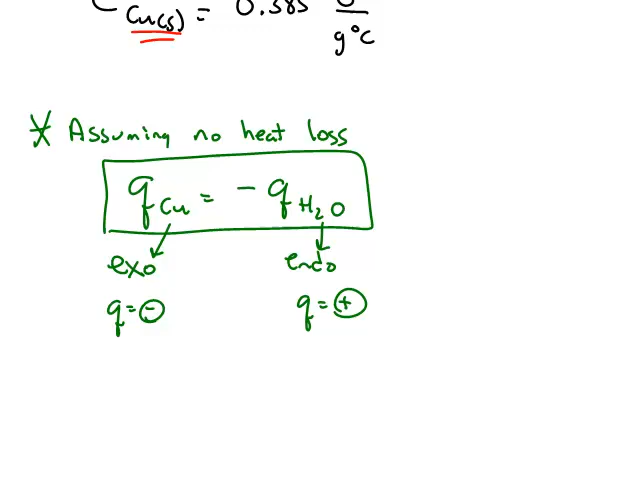 C Cu(s) = 0.385 J/g°C
* Assuming no heat loss
q Cu = - q H₂O
exo endo
q = - q = +